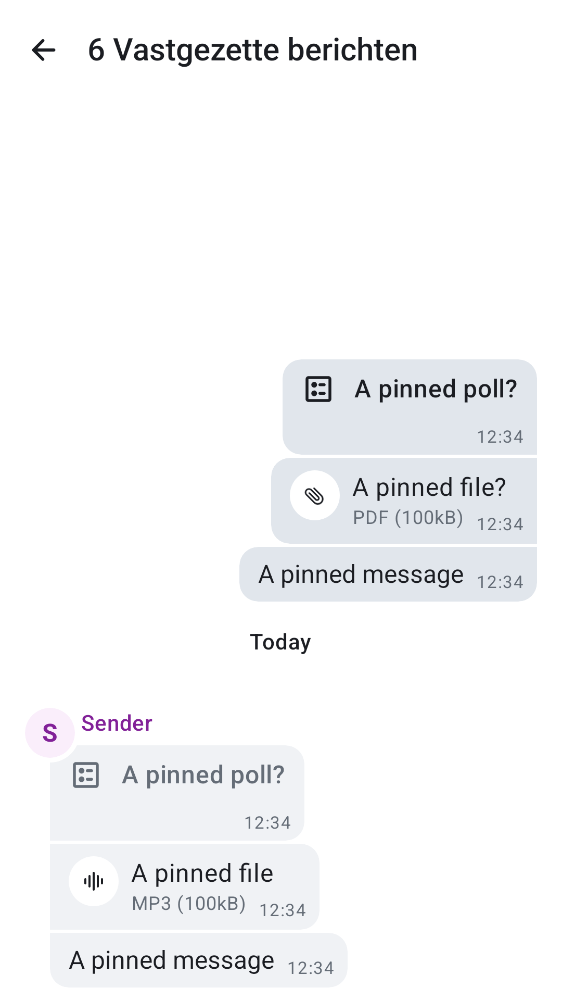 6 Vastgezette berichten
A pinned poll?
12:34
A pinned file?
PDF (100kB) 12:34
A pinned message 12:34
Today
S Sender
A pinned poll?
12:34
A pinned file
MP3 (100kB) 12:34
A pinned message 12:34